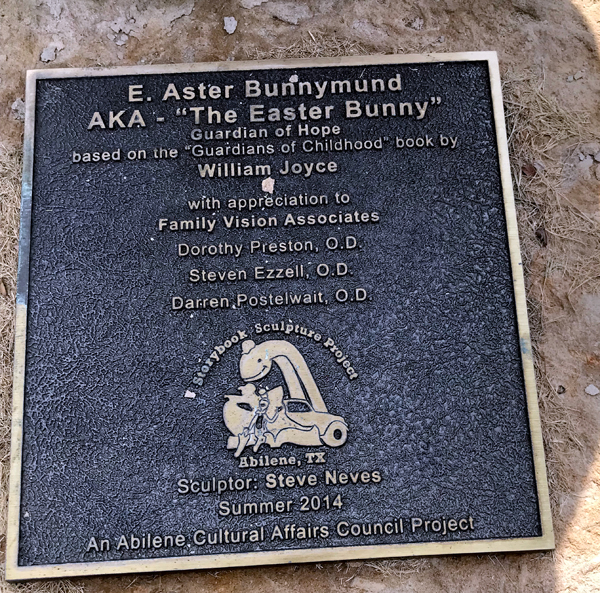 E. Aster Bunnymund
AKA - "The Easter Bunny"
Guardian of Hope
based on the "Guardians of Childhood" book by
William Joyce
with appreciation to
Family Vision Associates
Dorothy Preston, O.D.
Steven Ezzell, O.D.
Darren Postelwait, O.D.
Storybook Sculpture Project
Abilene, TX
Sculptor: Steve Neves
Summer 2014
An Abilene Cultural Affairs Council Project